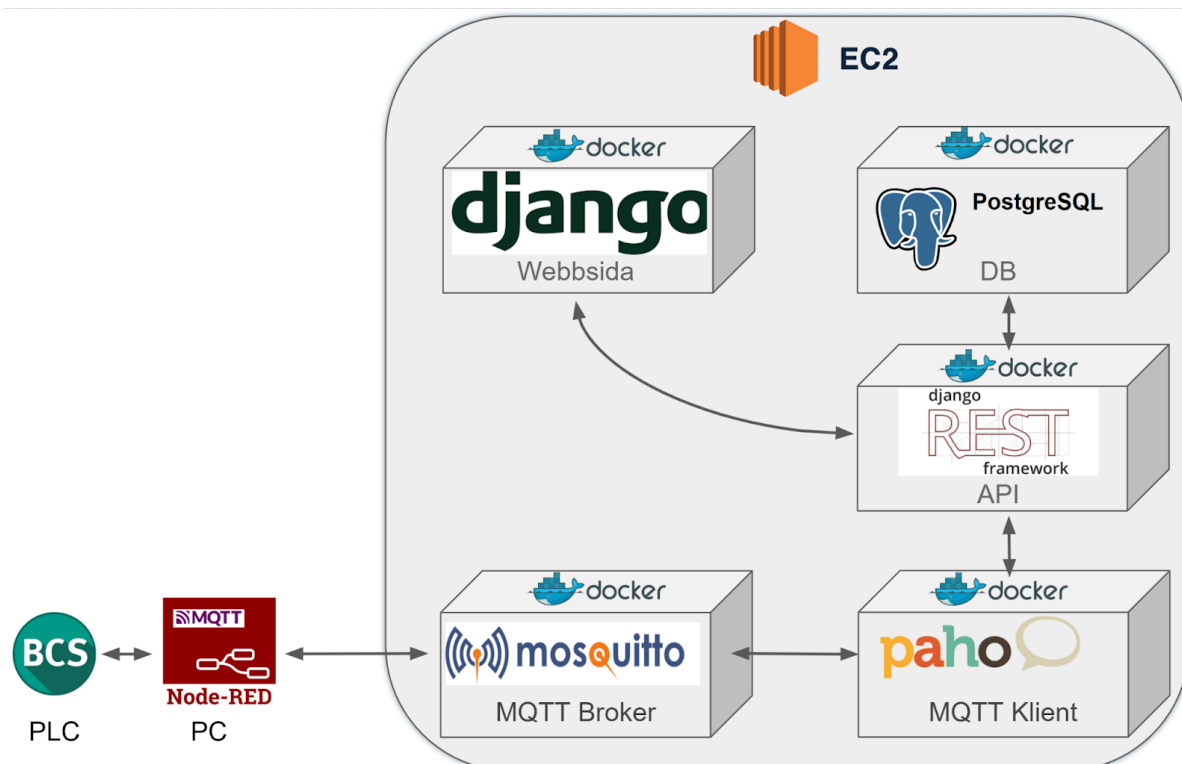 EC2
docker
django
Webbsida
docker
PostgreSQL
DB
docker
django
REST
framework
API
docker
mosquitto
MQTT Broker
docker
paho
MQTT Klient
BCS
PLC
MQTT
Node-RED
PC